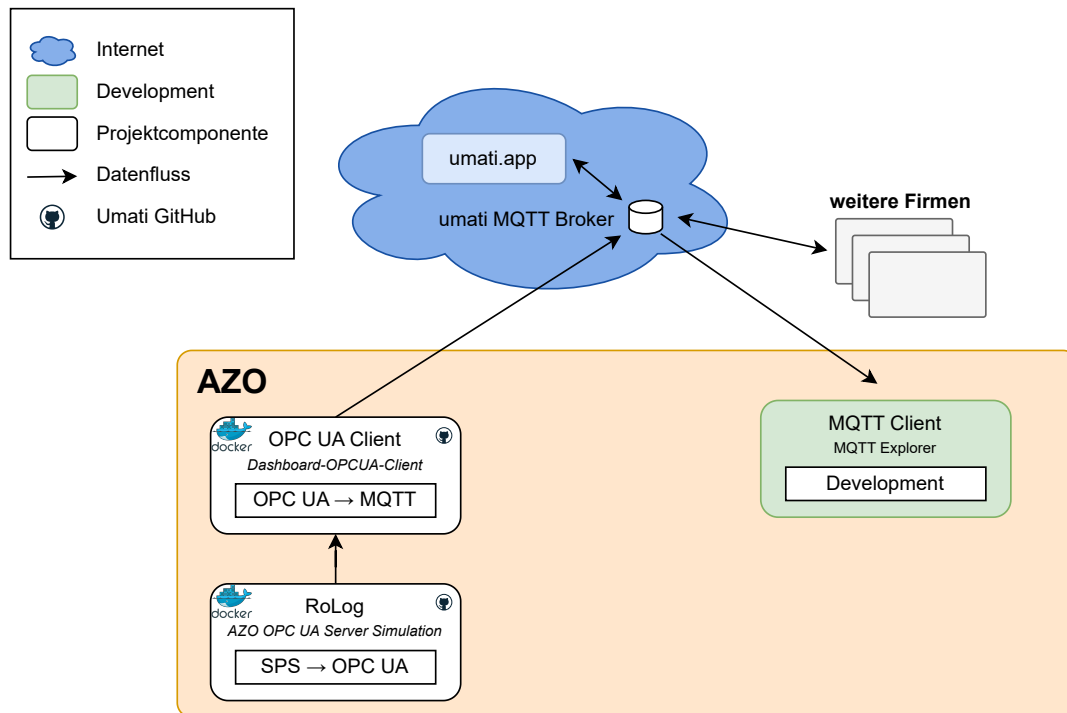 Internet
Development
Projektcomponente
Datenfluss
Umati GitHub
umati.app
umati MQTT Broker
weitere Firmen
AZO
docker
OPC UA Client
Dashboard-OPCUA-Client
OPC UA → MQTT
MQTT Client
MQTT Explorer
Development
docker
RoLog
AZO OPC UA Server Simulation
SPS → OPC UA